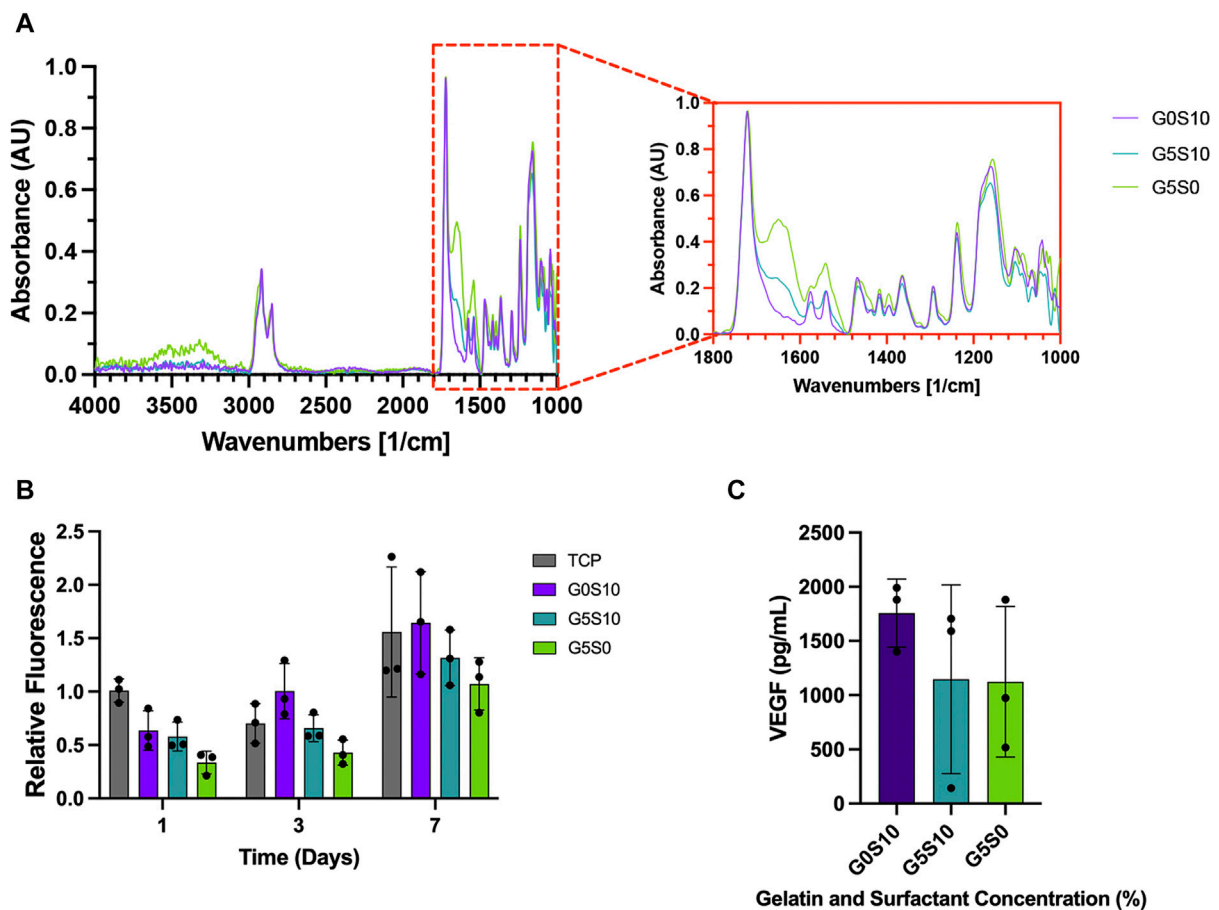 A
Absorbance (AU)
1.0
0.8
0.6
0.4
0.2
0.0
4000 3500 3000 2500 2000 1500 1000
Wavenumbers [1/cm]
Absorbance (AU)
1.0
0.8
0.6
0.4
0.2
0.0
1800 1600 1400 1200 1000
Wavenumbers [1/cm]
G0S10
G5S10
G5S0
B
Relative Fluorescence
2.5
2.0
1.5
1.0
0.5
0.0
1 3 7
Time (Days)
TCP
G0S10
G5S10
G5S0
C
VEGF (pg/mL)
2500
2000
1500
1000
500
0
G0S10 G5S10 G5S0
Gelatin and Surfactant Concentration (%)